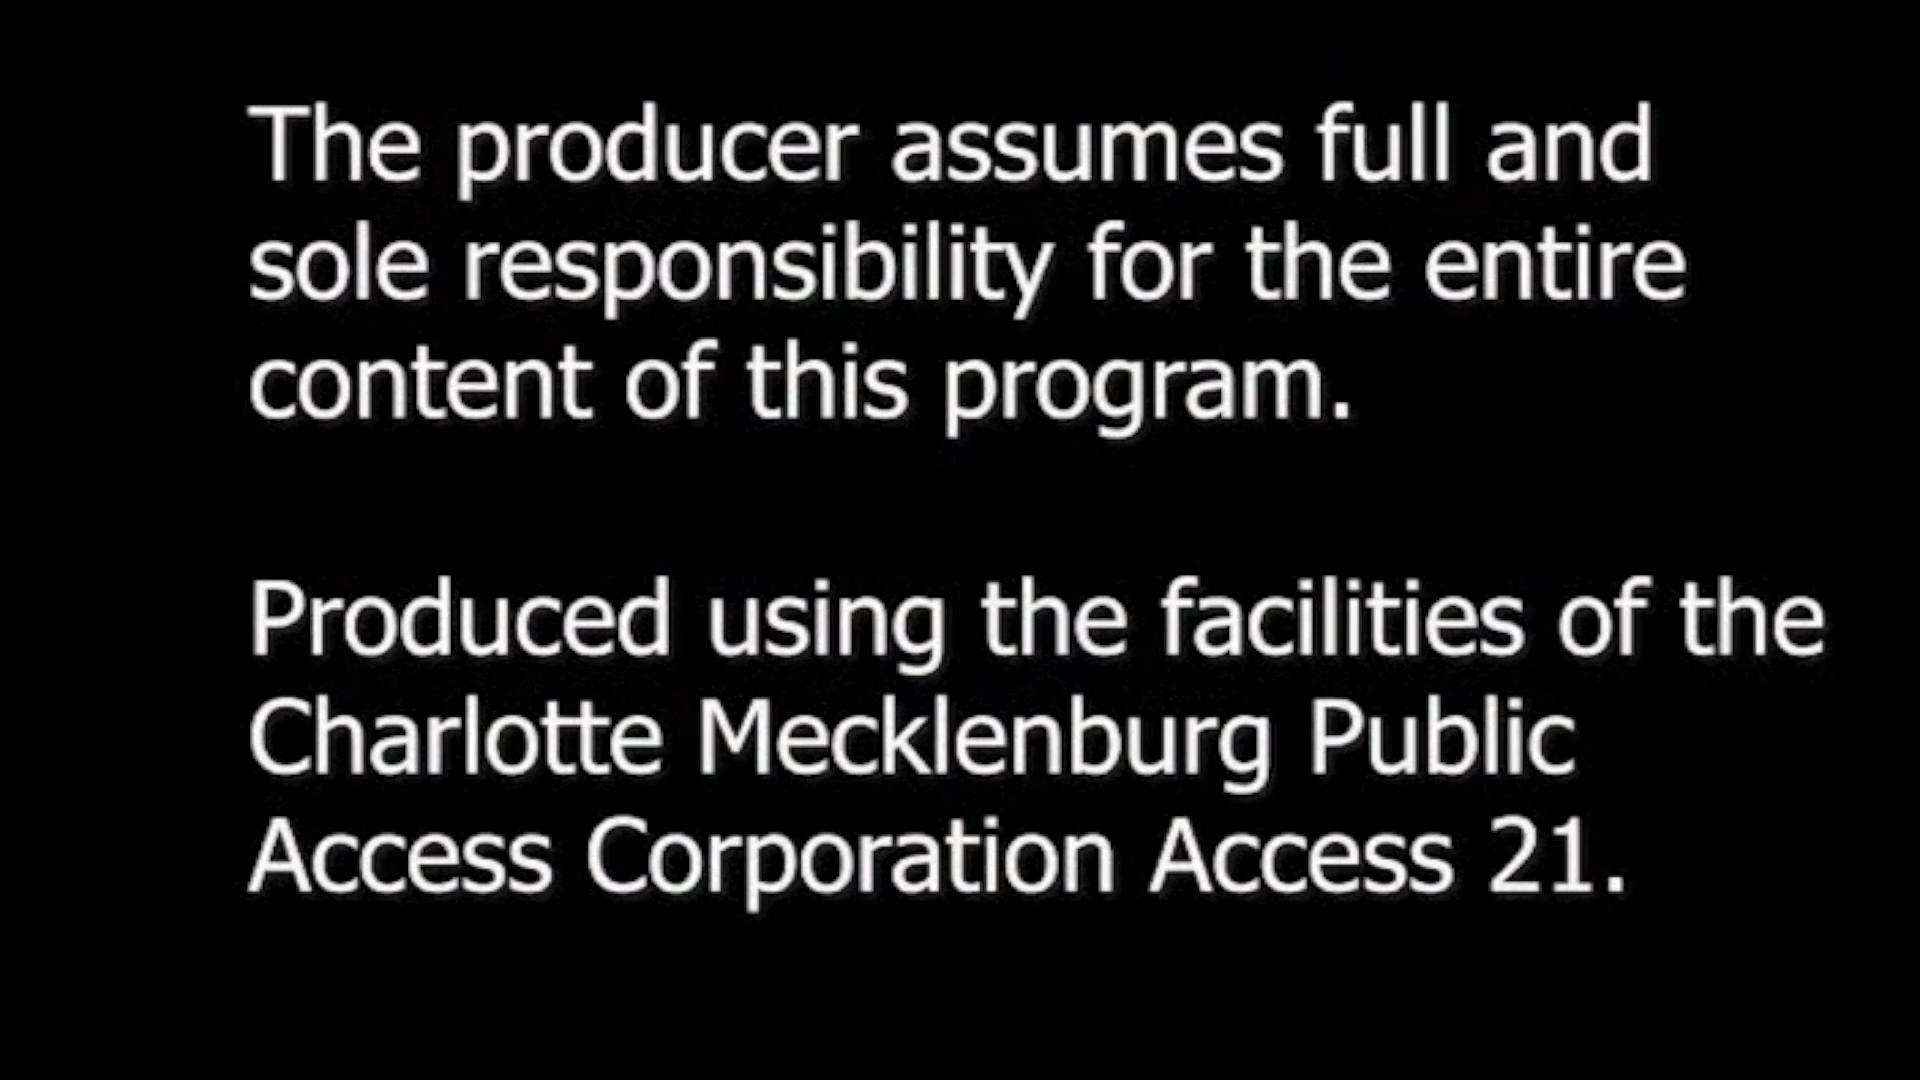 The producer assumes full and
sole responsibility for the entire
content of this program.
Produced using the facilities of the
Charlotte Mecklenburg Public
Access Corporation Access 21.